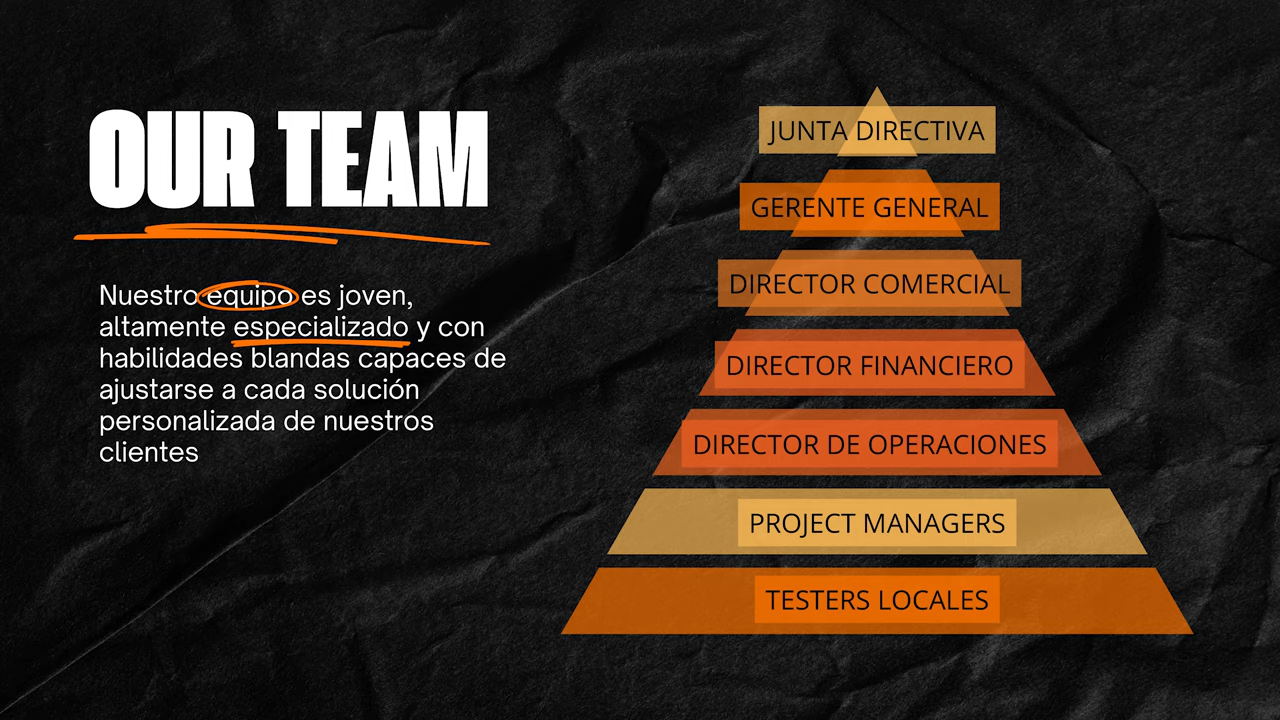 OUR TEAM
Nuestro equipo es joven,
altamente especializado y con
habilidades blandas capaces de
ajustarse a cada solución
personalizada de nuestros
clientes
JUNTA DIRECTIVA
GERENTE GENERAL
DIRECTOR COMERCIAL
DIRECTOR FINANCIERO
DIRECTOR DE OPERACIONES
PROJECT MANAGERS
TESTERS LOCALES